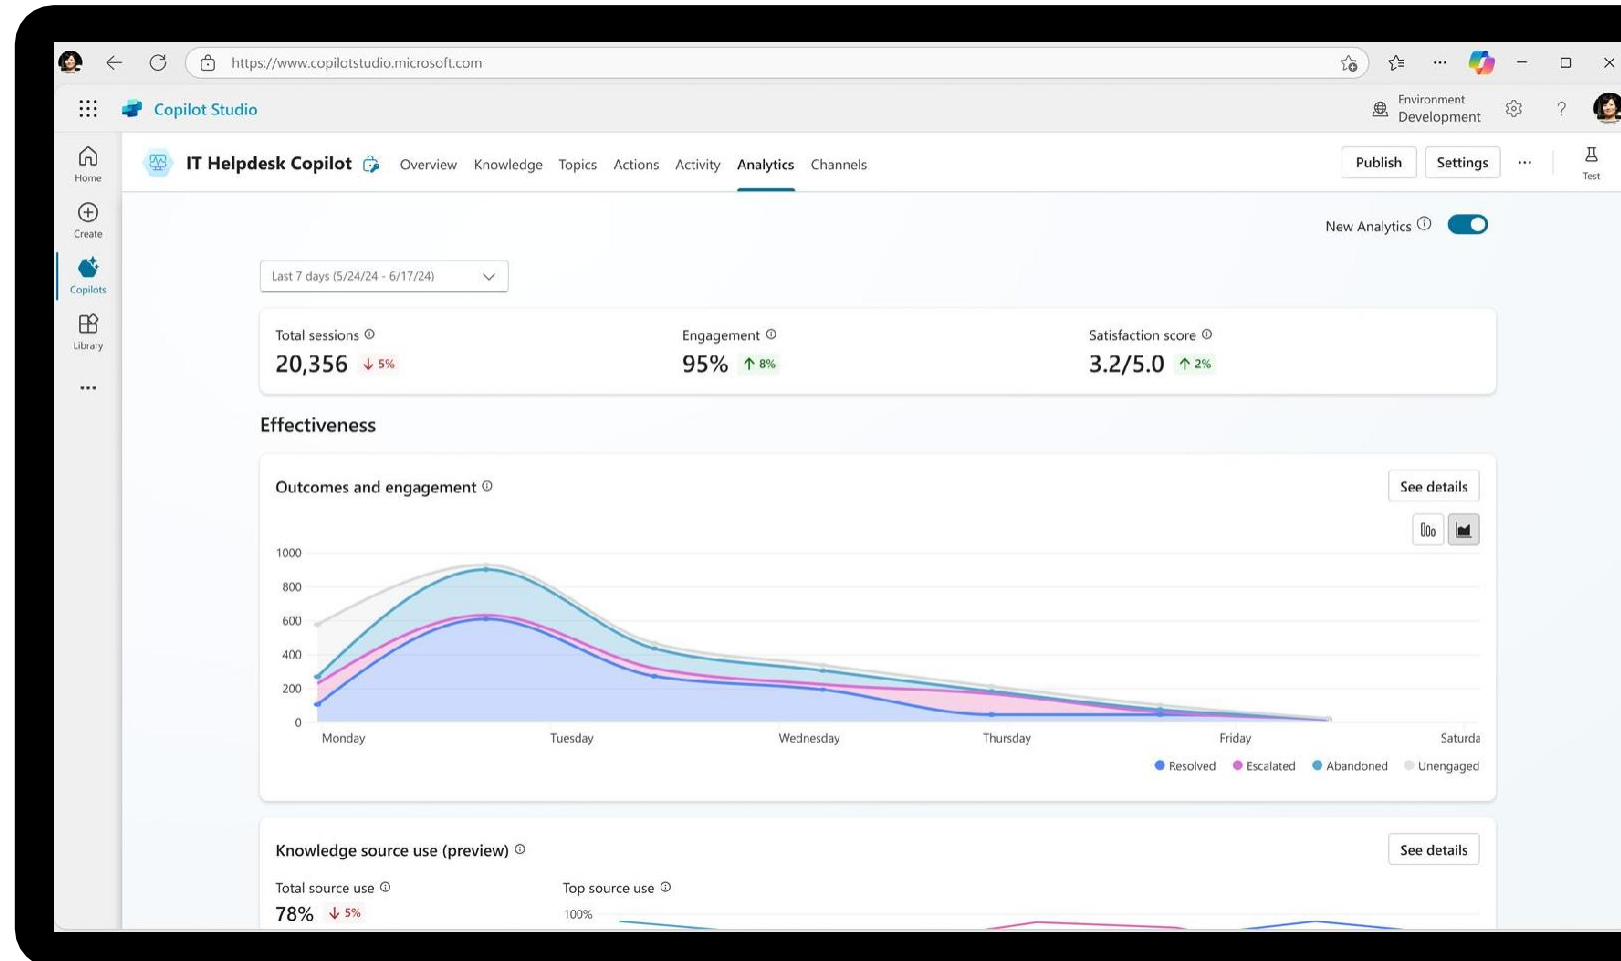 https://www.copilotstudio.microsoft.com
Copilot Studio
Environment
Development
Home
Create
Copilots
Library
IT Helpdesk Copilot
Overview Knowledge Topics Actions Activity Analytics Channels
Publish Settings
Test
New Analytics
Last 7 days (5/24/24 - 6/17/24)
Total sessions
20,356 ↓ 5%
Engagement
95% ↑ 8%
Satisfaction score
3.2/5.0 ↑ 2%
Effectiveness
Outcomes and engagement
See details
1000
800
600
400
200
0
Monday Tuesday Wednesday Thursday Friday Saturda
Resolved Escalated Abandoned Unengaged
Knowledge source use (preview)
See details
Total source use
78% ↓ 5%
Top source use
100%